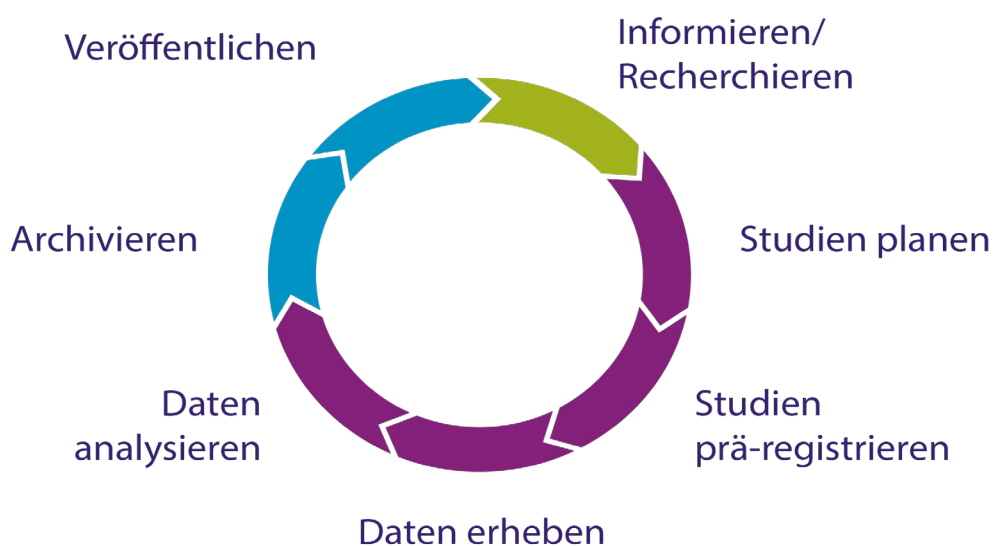 Informieren/
Recherchieren
Studien planen
Studien
prä-registrieren
Daten erheben
Daten
analysieren
Archivieren
Veröffentlichen